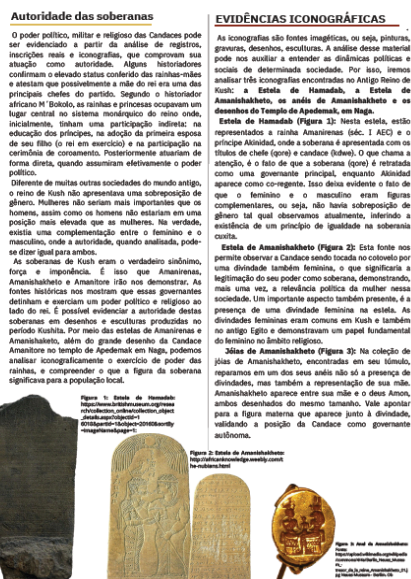 Autoridade das soberanas
O poder político, militar e religioso das Candaces pode
ser evidenciado a partir da análise de registros,
inscrições reais e iconografias, que comprovam sua
atuação como autoridade. Alguns historiadores
confirmam o elevado status conferido das rainhas-mães
e atestam que possivelmente a mãe do rei era uma das
principais chefes do partido. Segundo o historiador
africano M´Bokolo, as rainhas e princesas ocupavam um
lugar central no sistema monárquico do reino onde,
inicialmente, tinham uma participação indireta: na
educação dos príncipes, na adoção da primeira esposa
de seu filho (o rei em exercício) e na participação na
cerimônia de coroamento. Posteriormente atuariam de
forma direta, quando assumiram efetivamente o poder
político.
Diferente de muitas outras sociedades do mundo antigo,
o reino de Kush não apresentava uma sobreposição de
gênero. Mulheres não seriam mais importantes que os
homens, assim como os homens não estariam em uma
posição mais elevada que as mulheres. Na verdade,
existia uma complementação entre o feminino e o
masculino, onde a autoridade, quando analisada, pode-
se dizer igual para ambos.
As soberanas de Kush eram o verdadeiro sinônimo,
força e imponência. É isso que Amanirenas,
Amanishakheto e Amanitore irão nos demonstrar. As
fontes históricas nos mostram que essas governantes
detinham e exerciam um poder político e religioso ao
lado do rei. É possível evidenciar a autoridade destas
soberanas em desenhos e esculturas produzidas no
período Kushita. Por meio das estelas de Amanirenas e
Amanishaketo, além do grande desenho da Candace
Amanitore no templo de Apedemak em Naga, podemos
analisar iconograficamente o exercício de poder das
rainhas, e compreender o que a figura da soberana
significava para a população local.
EVIDÊNCIAS ICONOGRÁFICAS
As iconografias são fontes imagéticas, ou seja, pinturas,
gravuras, desenhos, esculturas. A análise desse material
pode nos auxiliar a entender as dinâmicas políticas e
sociais de determinada sociedade. Por isso, iremos
analisar três iconografias encontradas no Antigo Reino de
Kush: a Estela de Hamadab, a Estela de
Amanishakheto, os anéis de Amanishakheto e os
desenhos do Templo de Apedemak, em Naga.
Estela de Hamadab (Figura 1): Nesta estela, estão
representados a rainha Amanirenas (séc. I AEC) e o
príncipe Akinidad, onde a soberana é apresentada com os
títulos de chefe (qore) e candace (kdwe). O que chama a
atenção, é o fato de que a soberana (qore) é retratada
como uma governante principal, enquanto Akinidad
aparece como co-regente. Isso deixa evidente o fato de
que o feminino e o masculino eram figuras
complementares, ou seja, não havia sobreposição de
gênero tal qual observamos atualmente, inferindo a
existência de um princípio de igualdade na soberania
cuxita.
Estela de Amanishakheto (Figura 2): Esta fonte nos
permite observar a Candace sendo tocada no cotovelo por
uma divindade também feminina, o que significaria a
legitimação do seu poder como soberana, demonstrando,
mais uma vez, a relevância política da mulher nessa
sociedade. Um importante aspecto também presente, é a
presença de uma divindade feminina na estela. As
divindades femininas eram comuns em Kush e também
no antigo Egito e demonstravam um papel fundamental
do feminino no âmbito religioso.
Jóias de Amanishakheto (Figura 3): Na coleção de
jóias de Amanishakheto, encontradas em seu túmulo,
reparamos em um dos seus anéis não só a presença de
divindades, mas também a representação de sua mãe.
Amanishakheto aparece entre sua mãe e o deus Amon,
ambos desenhados do mesmo tamanho. Vale apontar
para a figura materna que aparece junto à divindade,
validando a posição da Candace como governante
autônoma.
Figura 1: Estela de Hamadab:
https://www.britishmuseum.org/resea
rch/collection_online/collection_object
_details.aspx?objectId=1
Figura 2: Estela de Amanishakheto:
http://africanknowledge.weebly.com/t
he-nubians.html